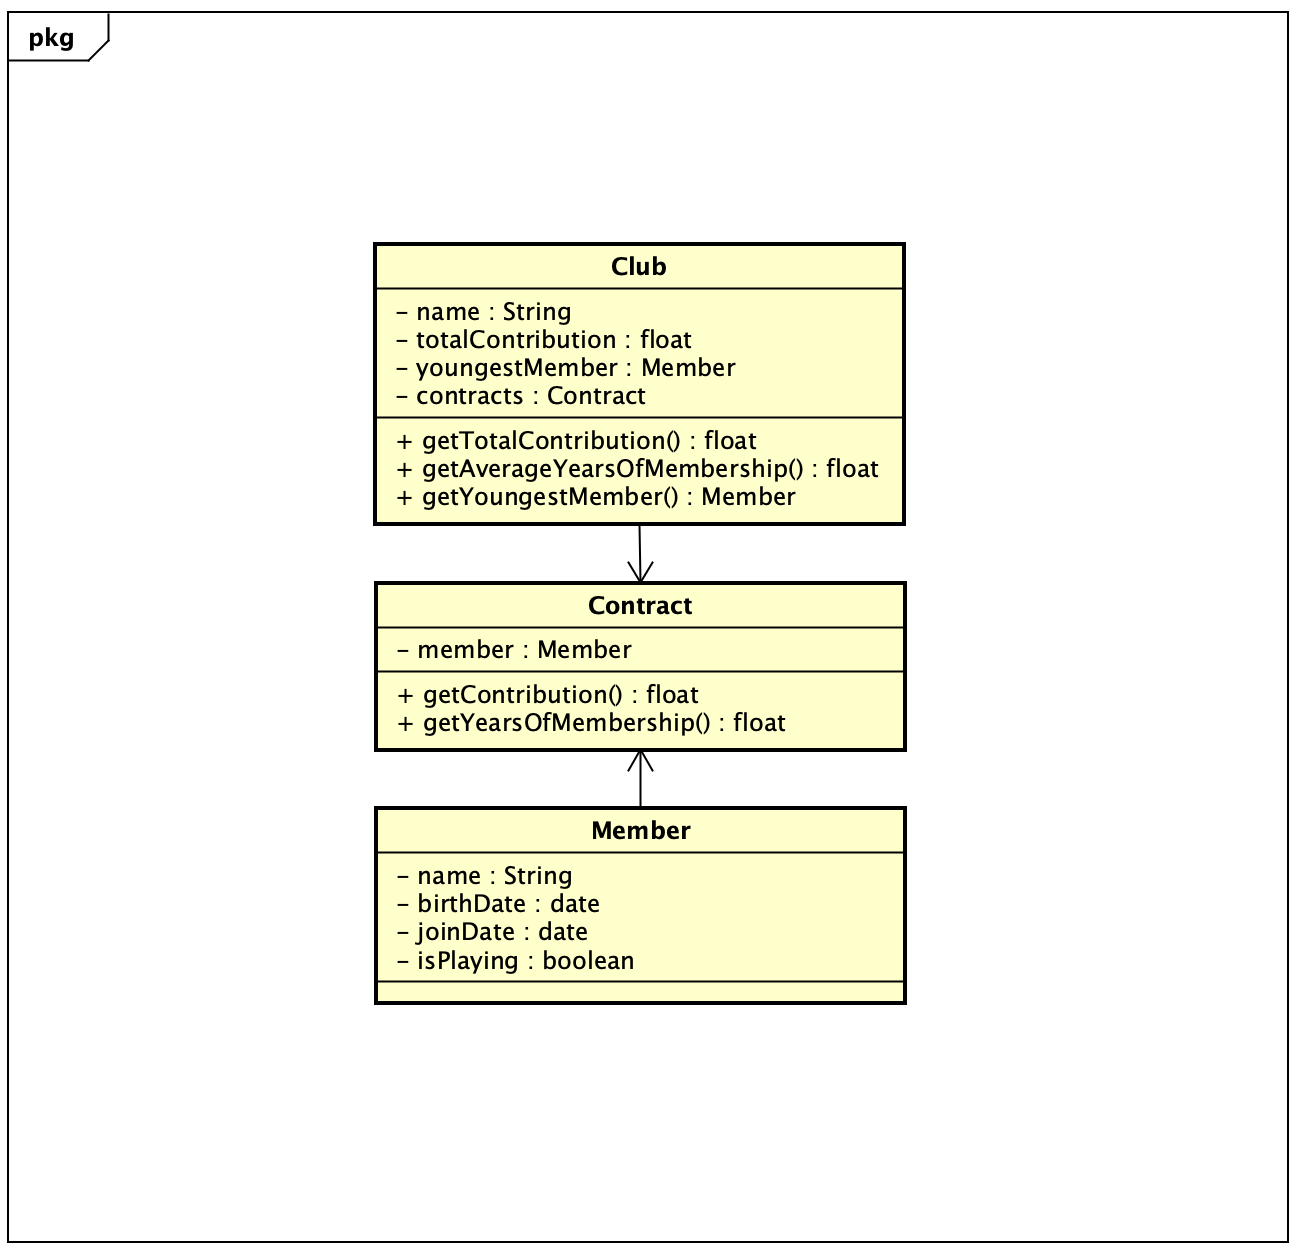 pkg
Club
- name : String
- totalContribution : float
- youngestMember : Member
- contracts : Contract
+ getTotalContribution() : float
+ getAverageYearsOfMembership() : float
+ getYoungestMember() : Member
Contract
- member : Member
+ getContribution() : float
+ getYearsOfMembership() : float
Member
- name : String
- birthDate : date
- joinDate : date
- isPlaying : boolean